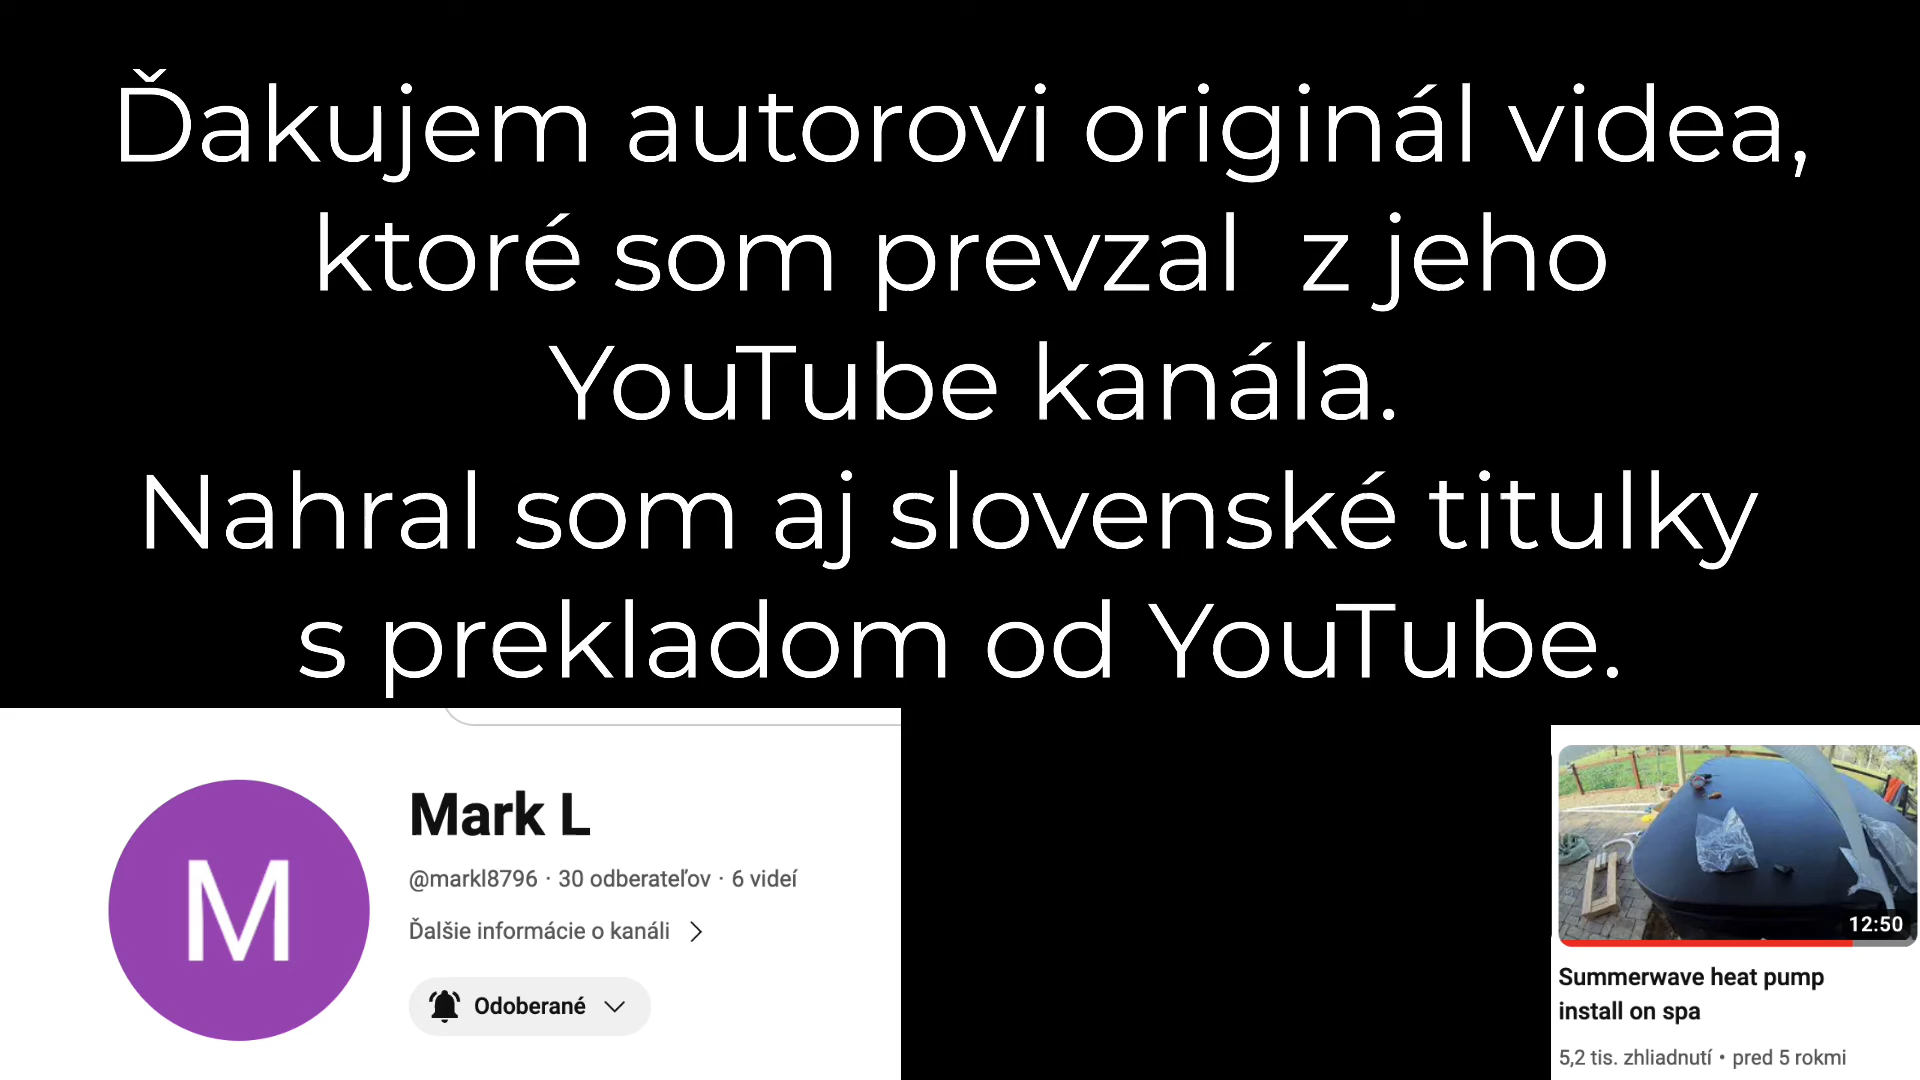 Ďakujem autorovi originál videa,
ktoré som prevzal z jeho
YouTube kanála.
Nahral som aj slovenské titulky
s prekladom od YouTube.
M
Mark L
@markl8796 · 30 odberateľov · 6 videí
Ďalšie informácie o kanáli
Odoberané
12:50
Summerwave heat pump
install on spa
5,2 tis. zhliadnutí • pred 5 rokmi